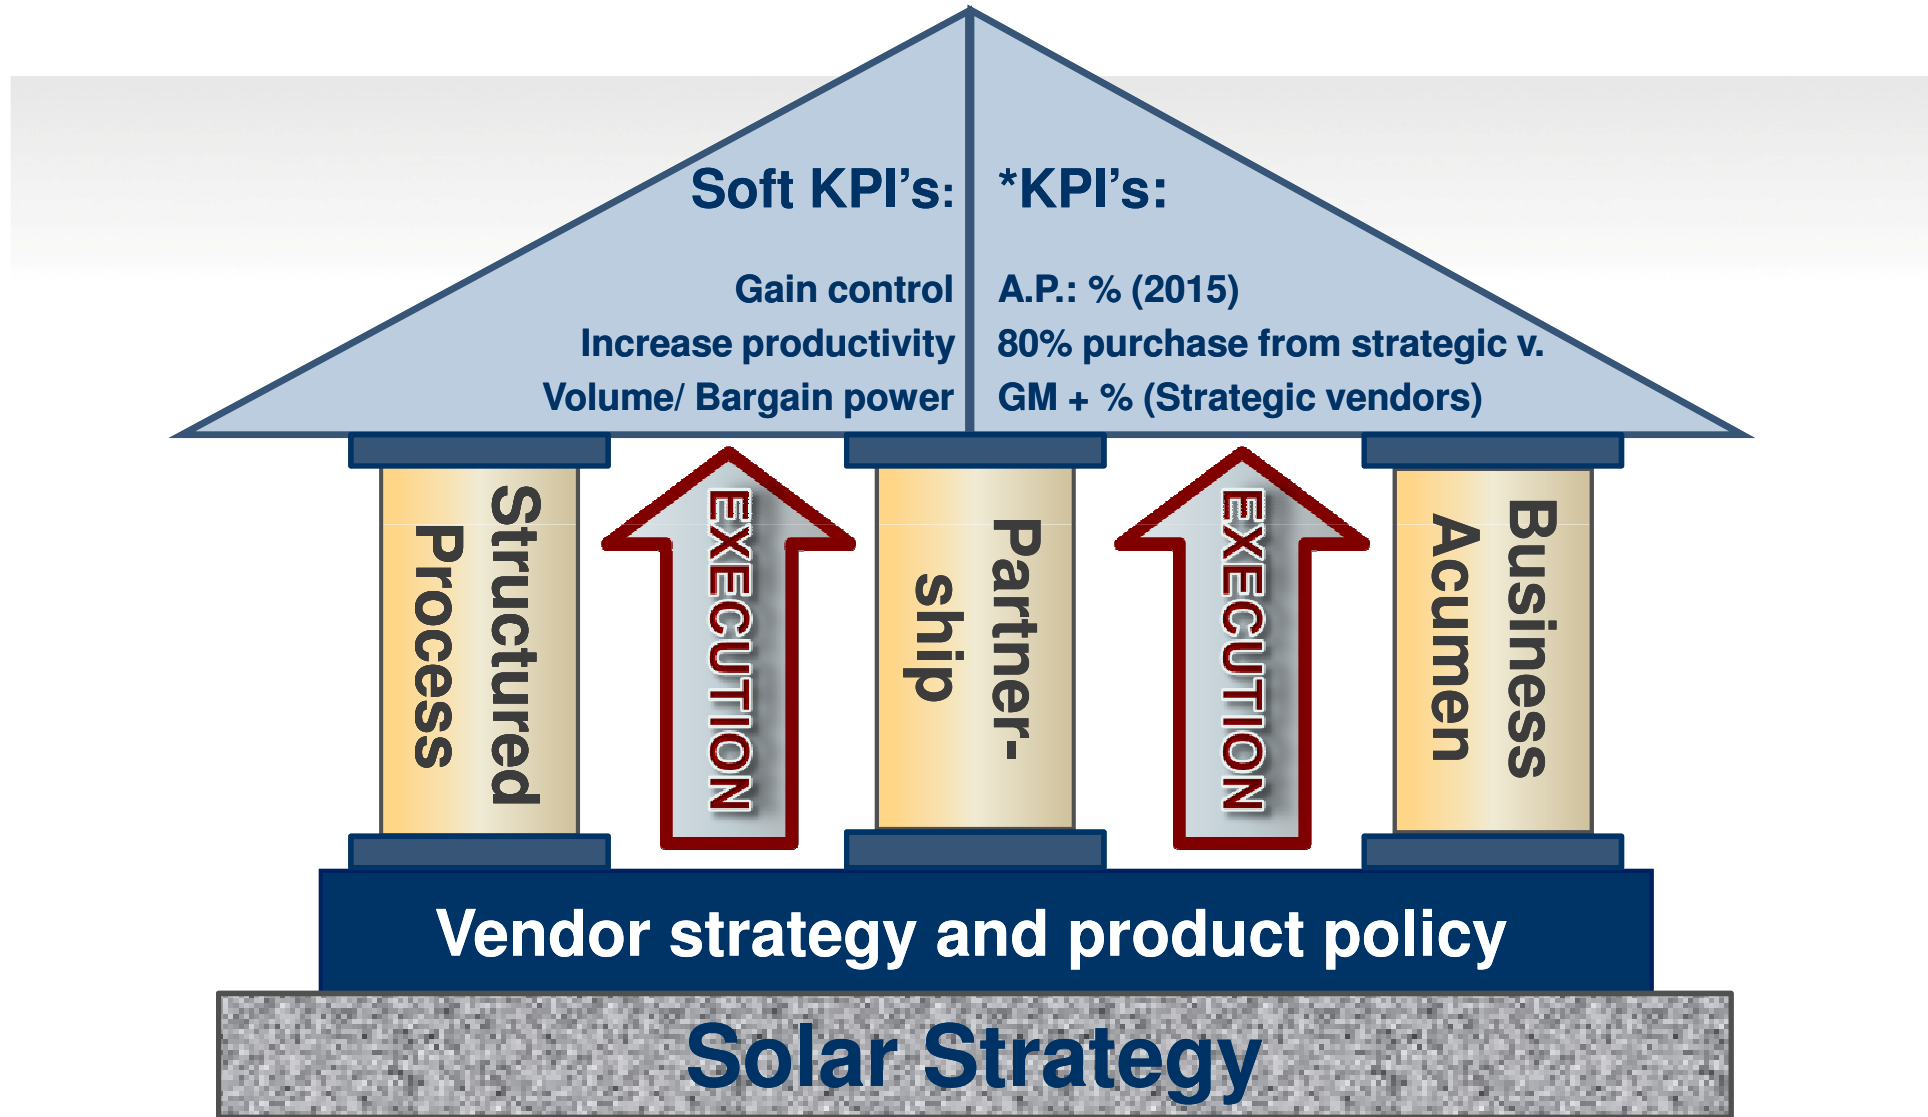 Soft KPI's:
Gain control
Increase productivity
Volume/ Bargain power
*KPI's:
A.P.: % (2015)
80% purchase from strategic v.
GM + % (Strategic vendors)
Structured
Process
EXECUTION
Partner-
ship
EXECUTION
Business
Acumen
Vendor strategy and product policy
Solar Strategy